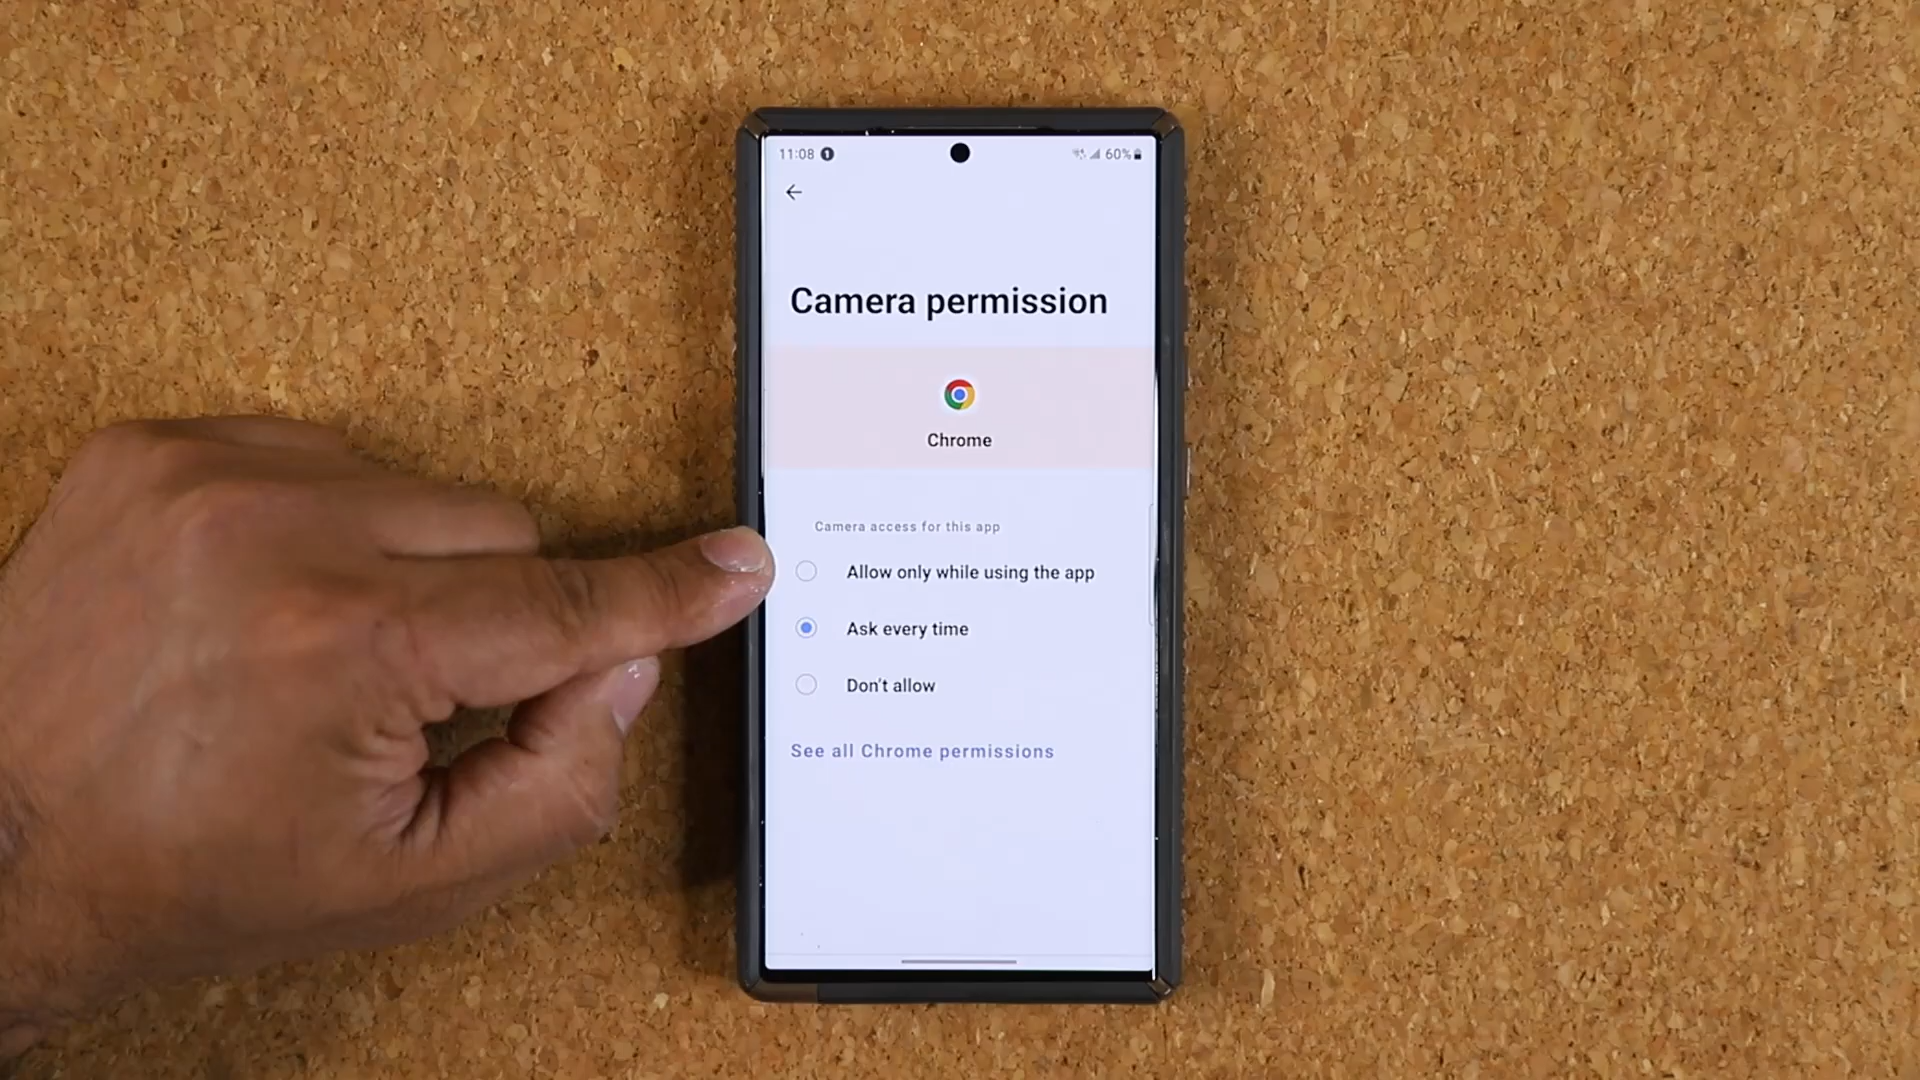 11:08 1 60%
Camera permission
Chrome
Camera access for this app
Allow only while using the app
Ask every time
Don't allow
See all Chrome permissions